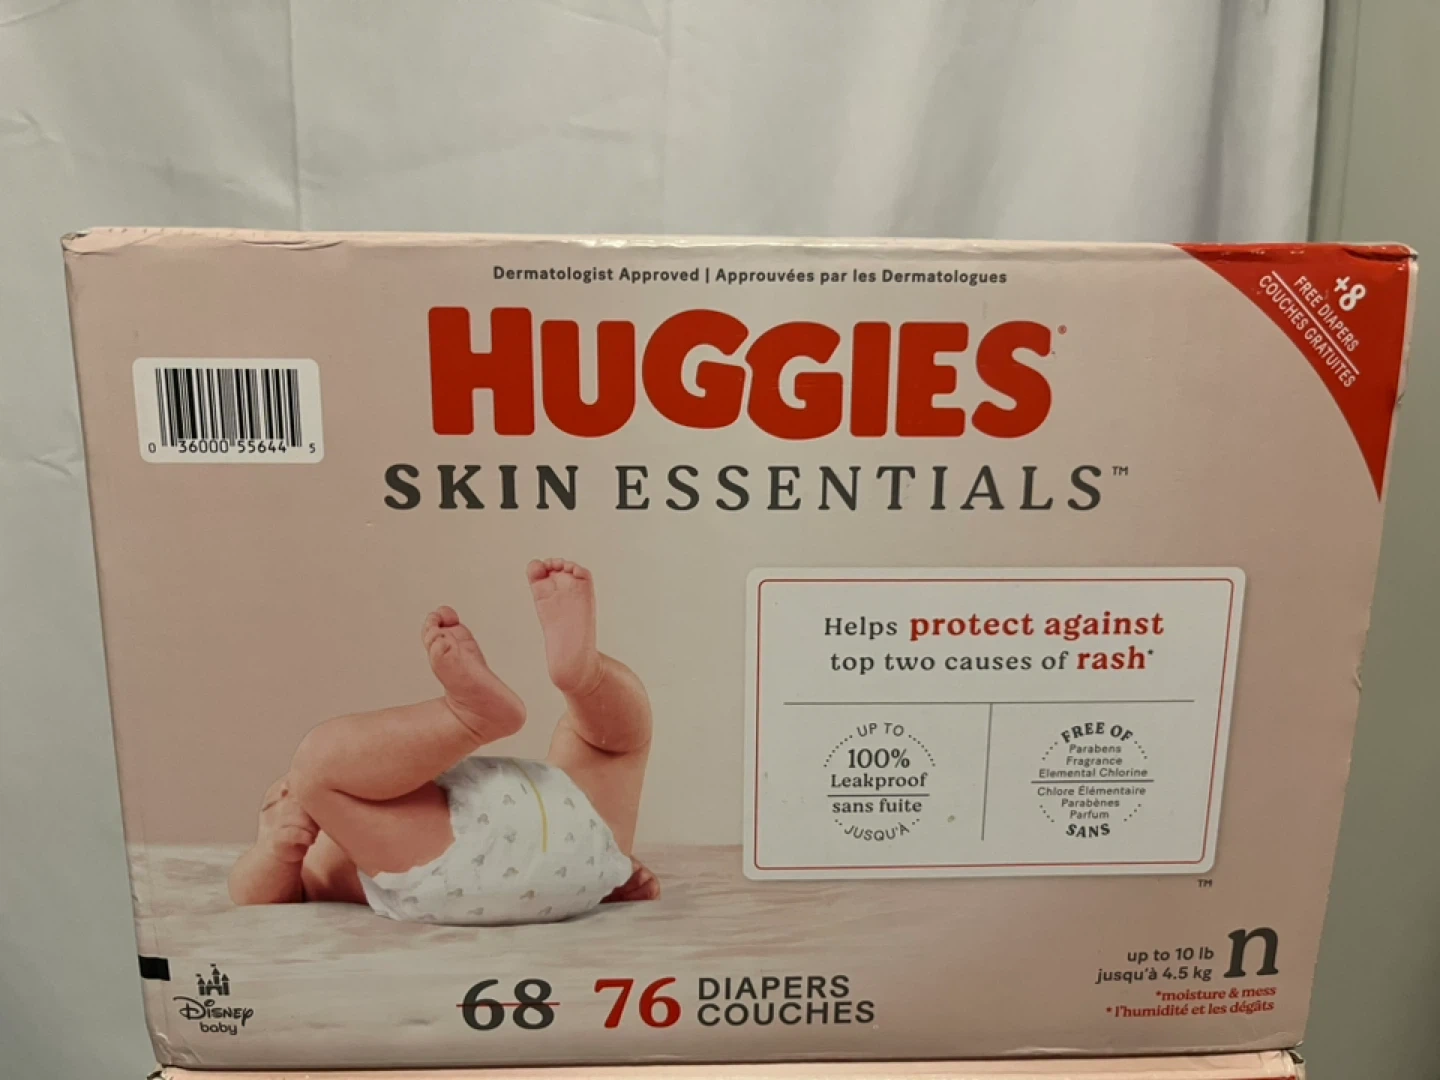 Dermatologist Approved | Approuvées par les Dermatologues
HUGGIES®
SKIN ESSENTIALS™
+8
FREE DIAPERS
COUCHES GRATUITES
0 36000 55644 5
Helps protect against
top two causes of rash*
UP TO
100%
Leakproof
sans fuite
JUSQU'À
FREE OF
Parabens
Fragrance
Elemental Chlorine
Chlore Élémentaire
Parabènes
Parfum
SANS
TM
Disney
baby
68 76 DIAPERS
COUCHES
up to 10 lb
jusqu'à 4.5 kg
n
*moisture & mess
*l'humidité et les dégâts